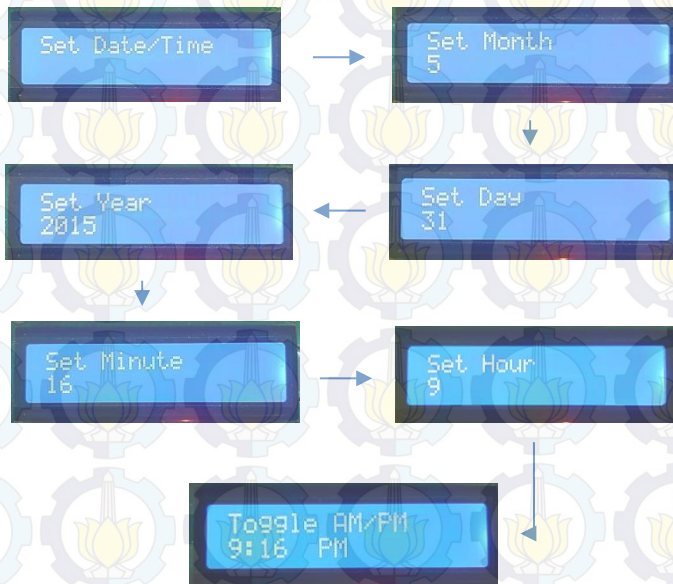 Set Date/Time
Set Month
5
Set Day
31
Set Year
2015
Set Minute
16
Set Hour
9
Toggle AM/PM
9:16 PM